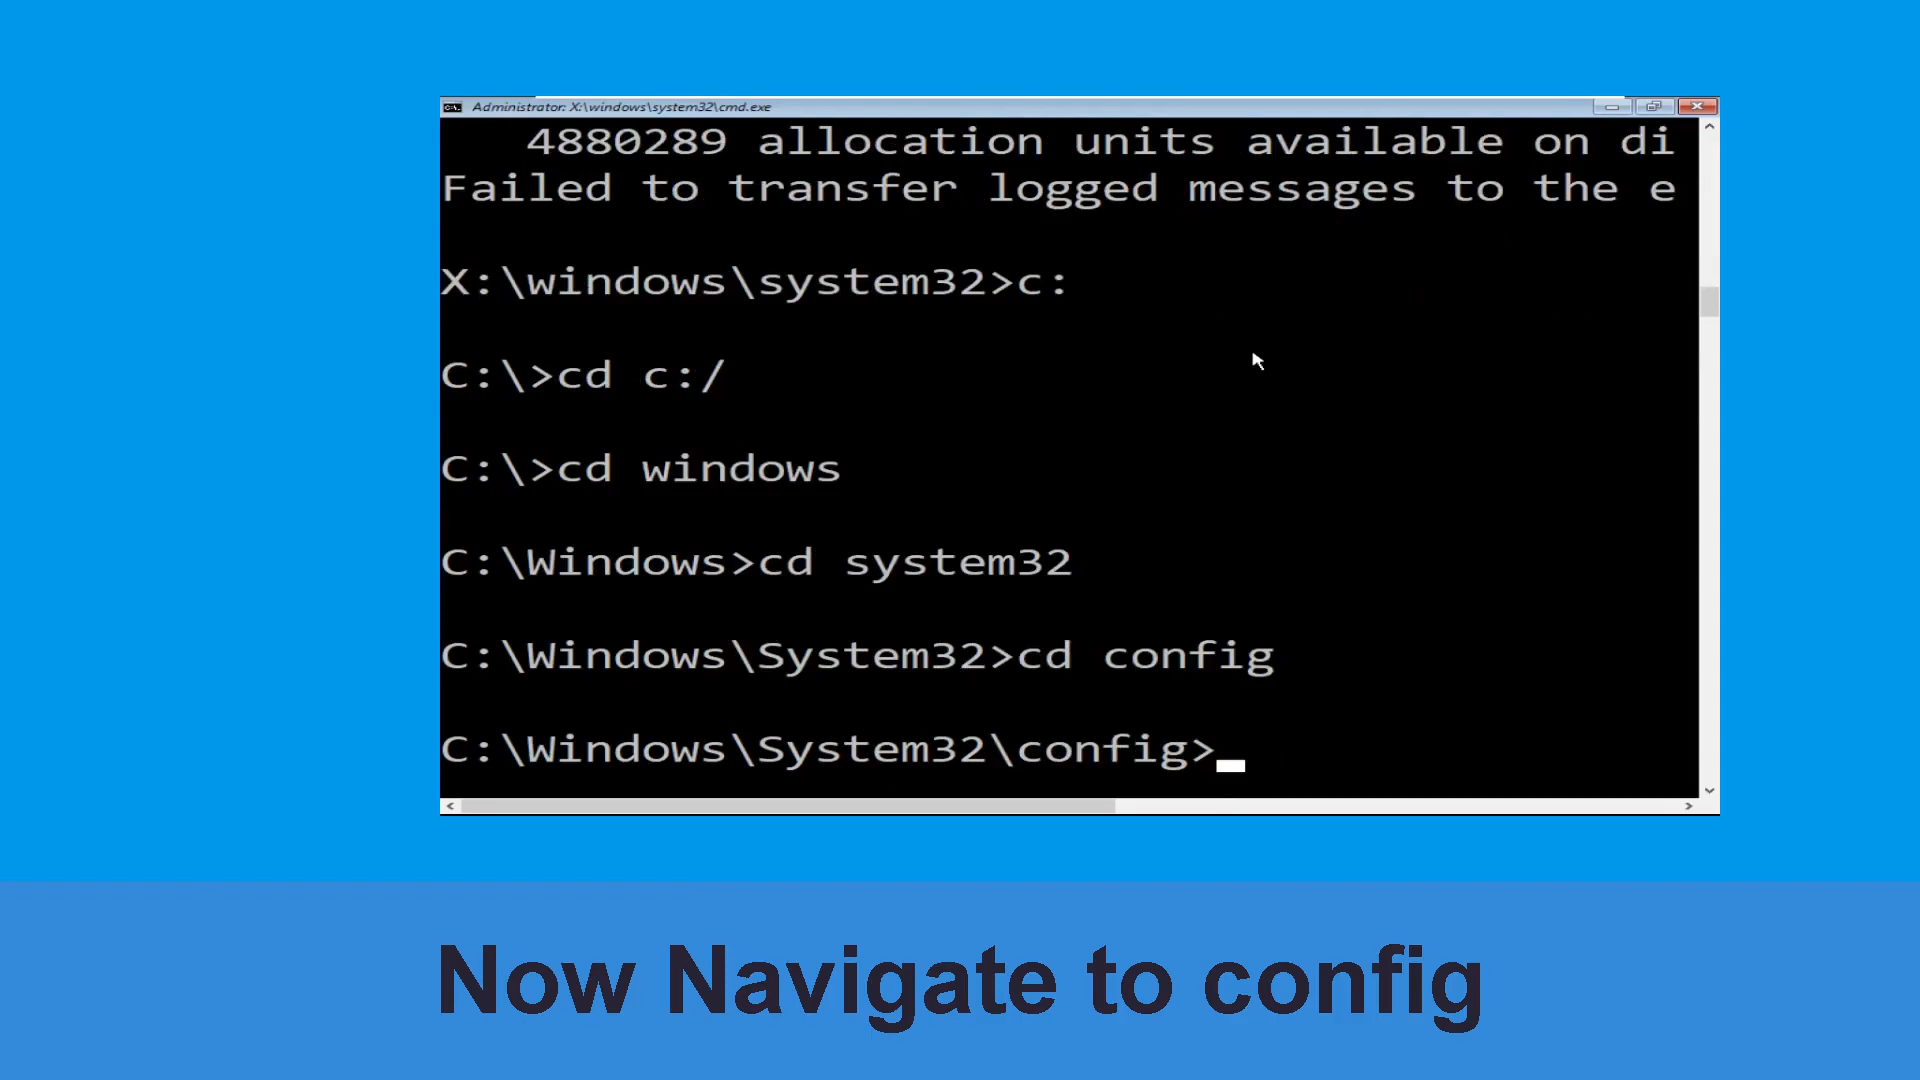 Administrator: X:\windows\system32\cmd.exe
4880289 allocation units available on di
Failed to transfer logged messages to the e
X:\windows\system32>c:
C:\>cd c:/
C:\>cd windows
C:\Windows>cd system32
C:\Windows\System32>cd config
C:\Windows\System32\config>
Now Navigate to config